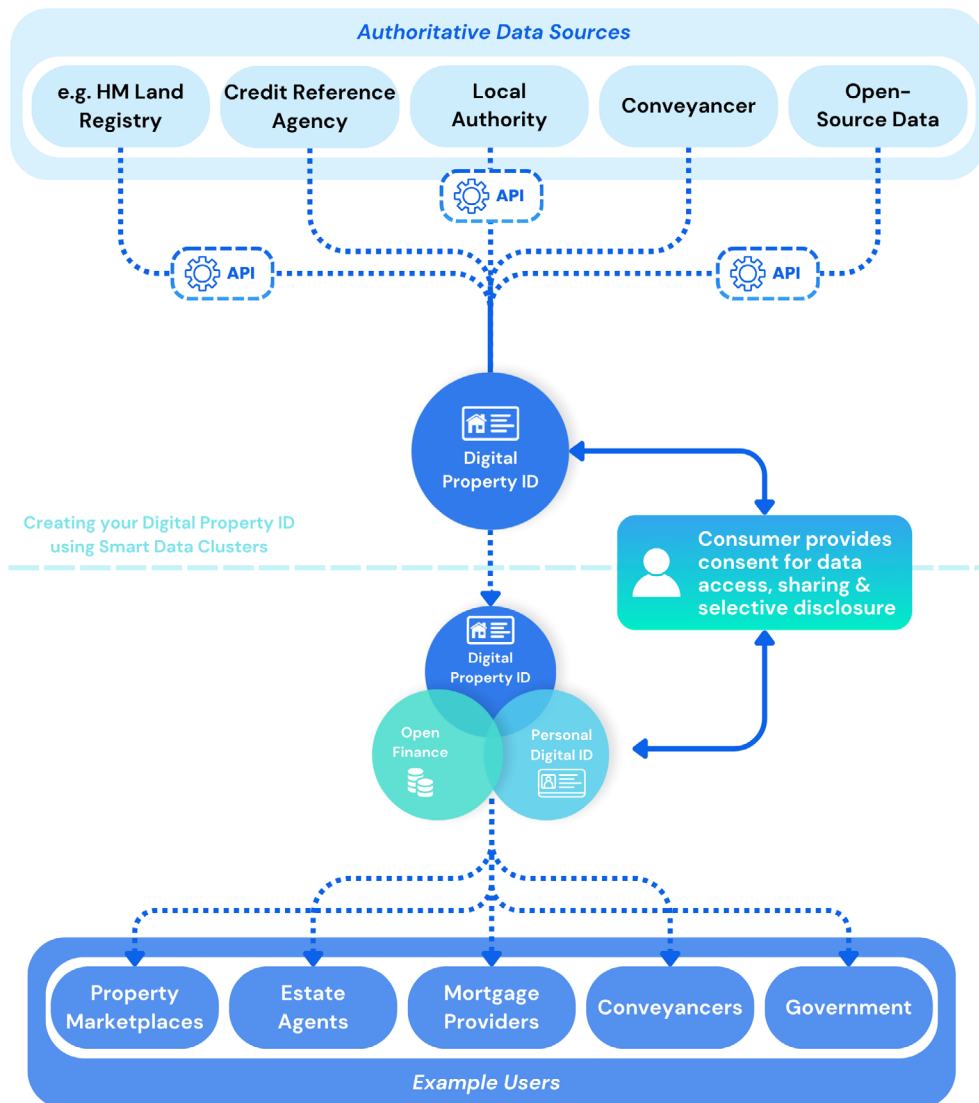 Authoritative Data Sources
e.g. HM Land
Registry
Credit Reference
Agency
Local
Authority
Conveyancer
Open-
Source Data
API
API
API
Digital
Property ID
Creating your Digital Property ID
using Smart Data Clusters
Consumer provides
consent for data
access, sharing &
selective disclosure
Digital
Property ID
Open
Finance
Personal
Digital ID
Property
Marketplaces
Estate
Agents
Mortgage
Providers
Conveyancers
Government
Example Users